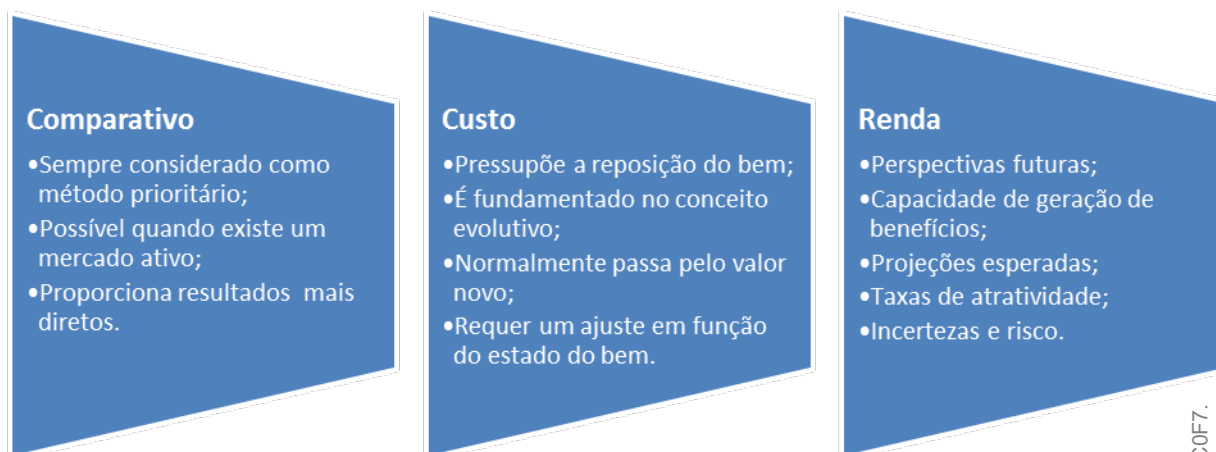 Comparativo
•Sempre considerado como
método prioritário;
•Possível quando existe um
mercado ativo;
•Proporciona resultados mais
diretos.
Custo
•Pressupõe a reposição do bem;
•É fundamentado no conceito
evolutivo;
•Normalmente passa pelo valor
novo;
•Requer um ajuste em função
do estado do bem.
Renda
•Perspectivas futuras;
•Capacidade de geração de
benefícios;
•Projeções esperadas;
•Taxas de atratividade;
•Incertezas e risco.